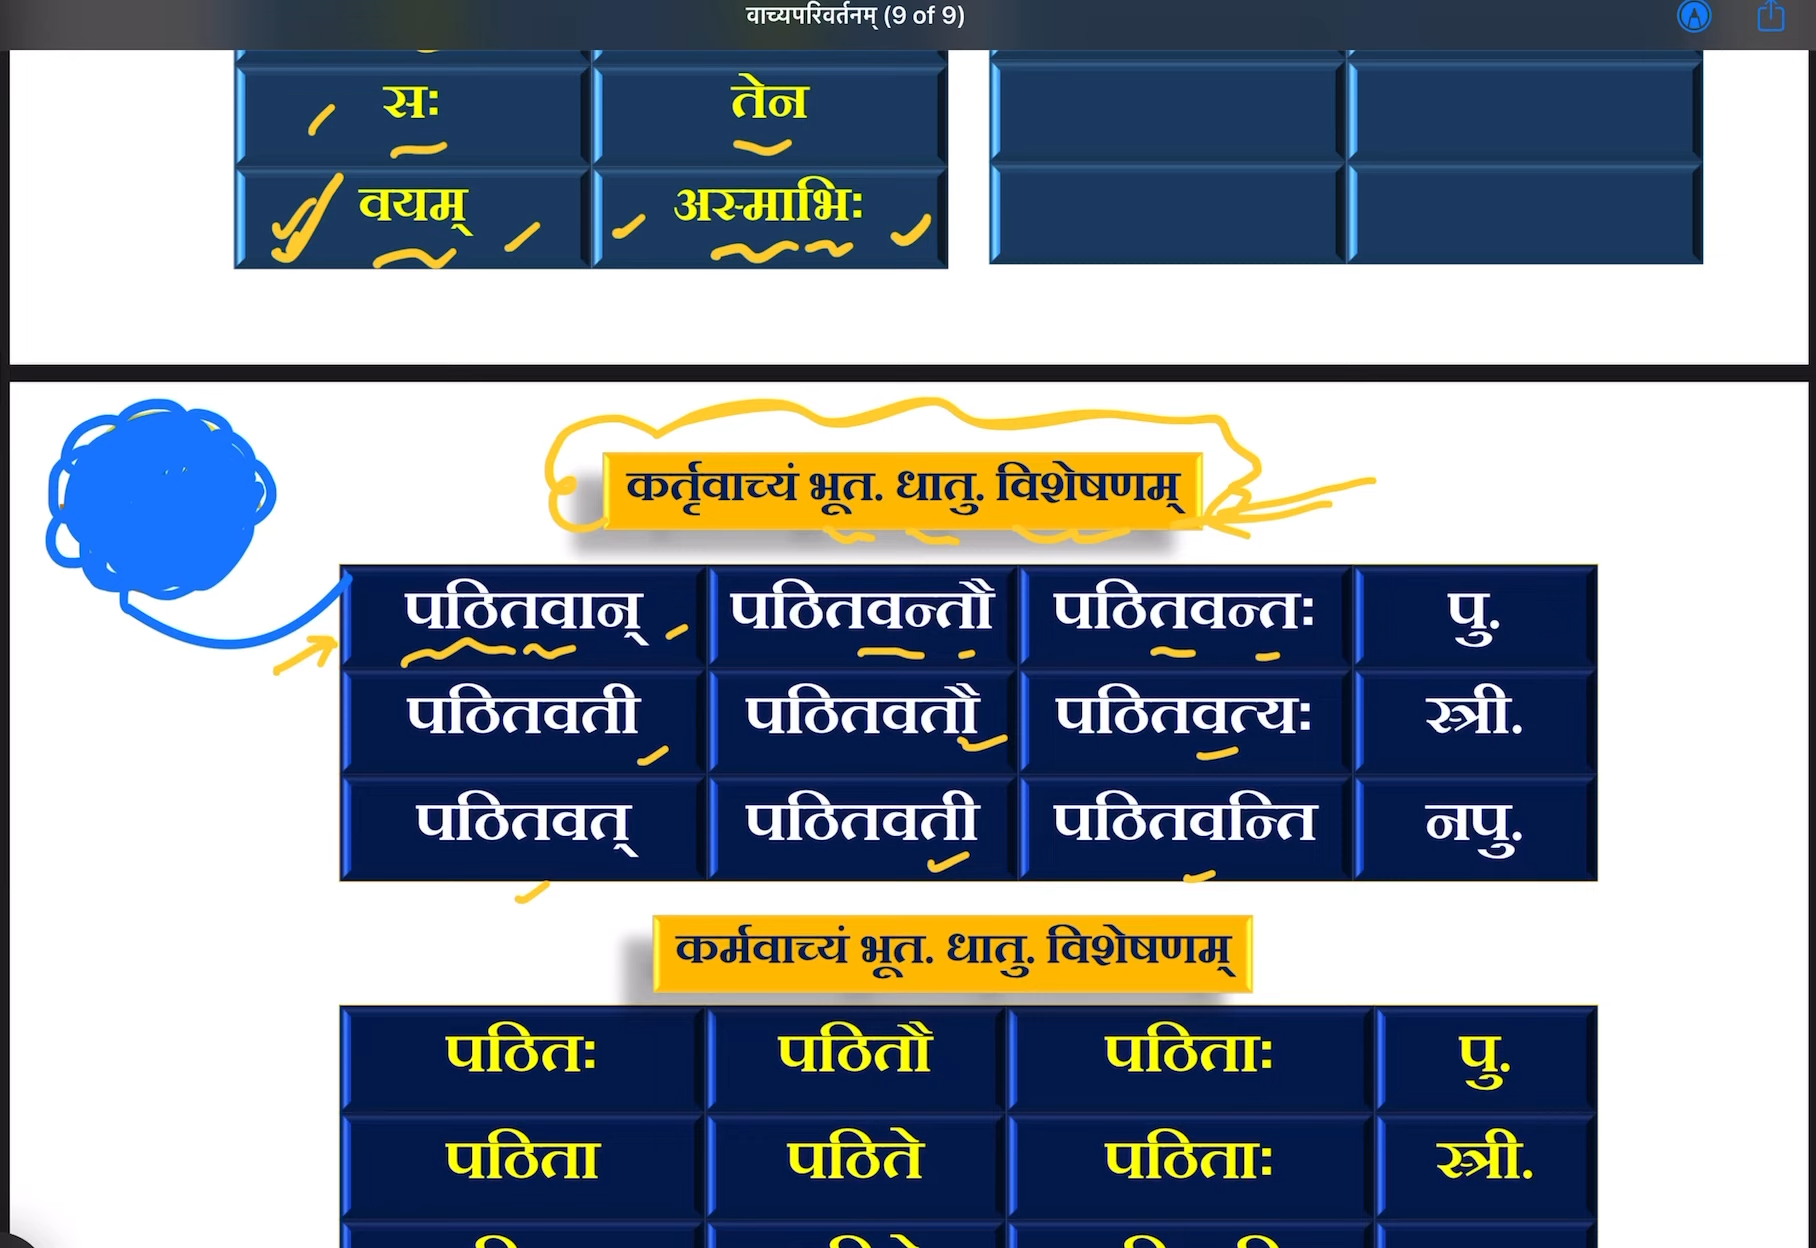 वाच्यपरिवर्तनम् (9 of 9)
सः तेन
वयम् अस्माभिः
कर्तृवाच्यं भूत. धातु. विशेषणम्
पठितवान् पठितवन्तौ पठितवन्तः पु.
पठितवती पठितवतौ पठितवत्यः स्त्री.
पठितवत् पठितवती पठितवन्ति नपु.
कर्मवाच्यं भूत. धातु. विशेषणम्
पठितः पठितौ पठिताः पु.
पठिता पठिते पठिताः स्त्री.